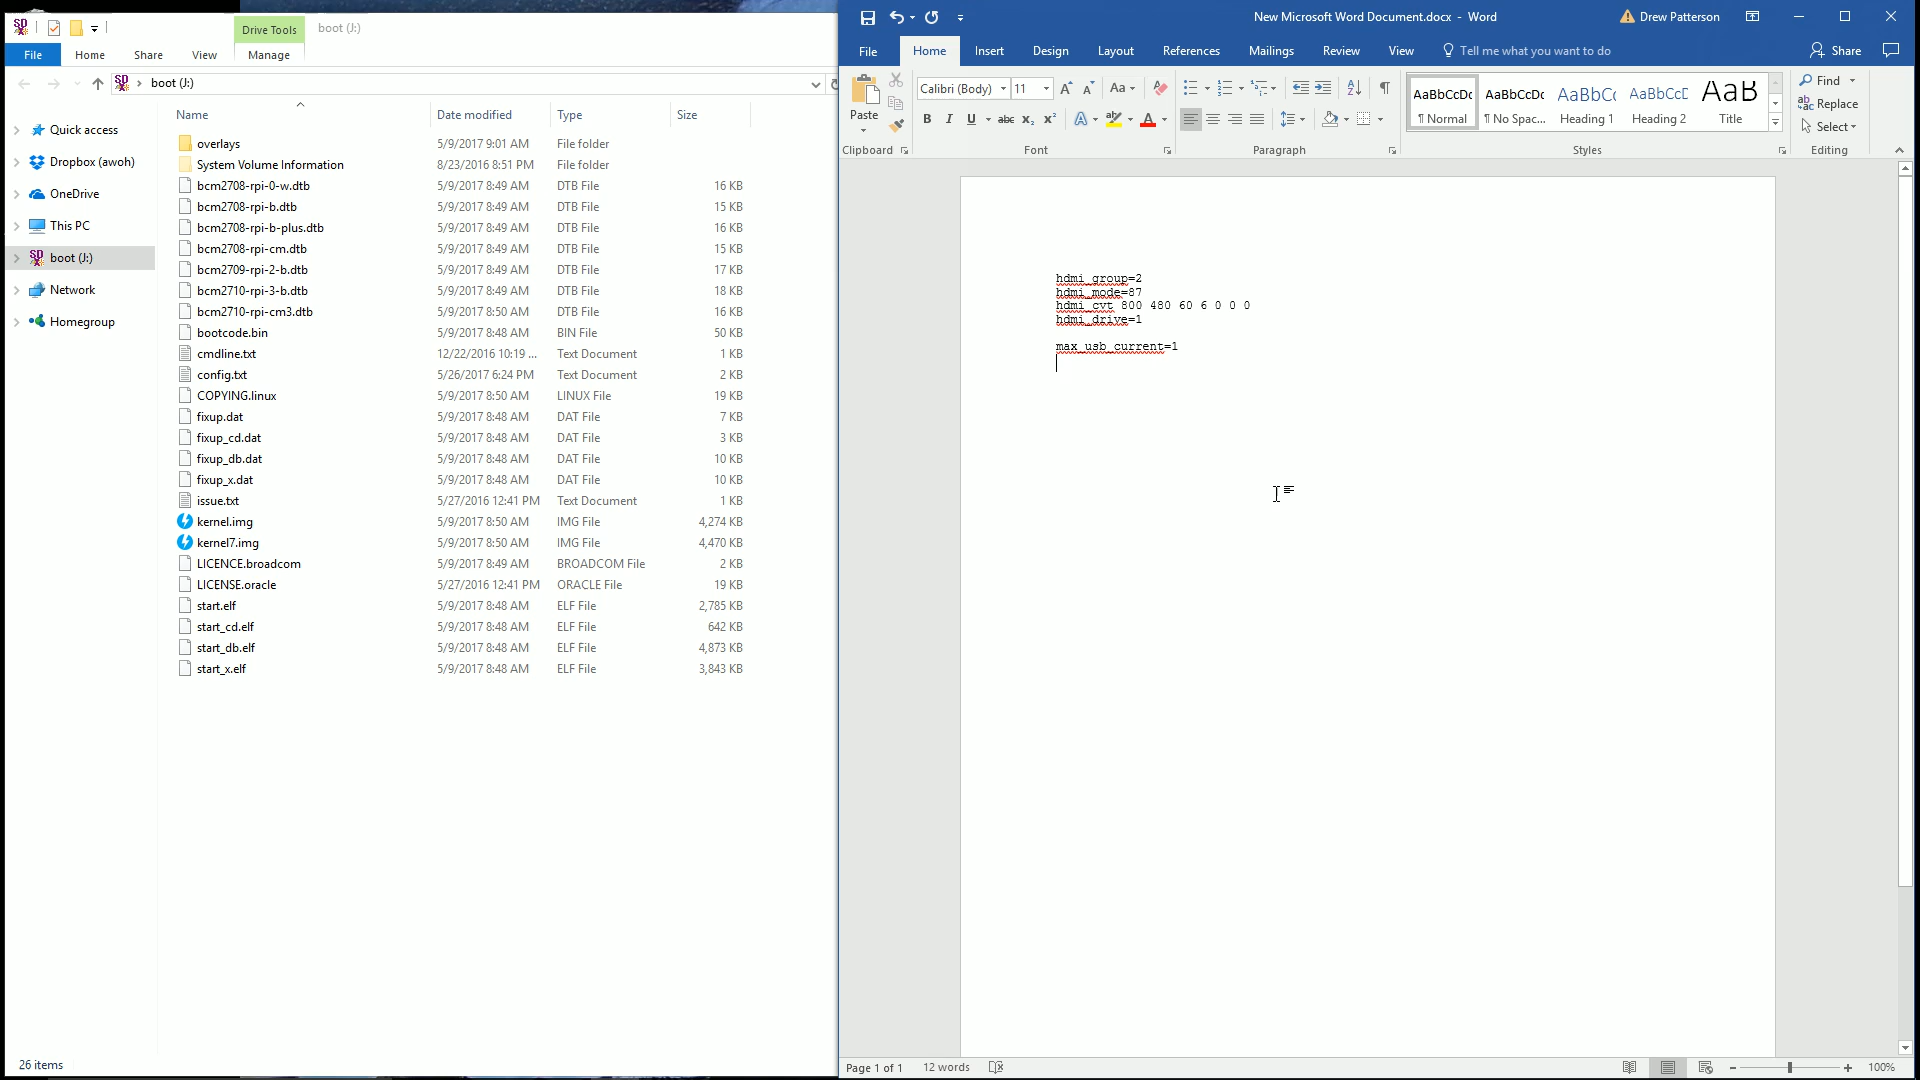 Drive Tools
boot (J:)
File
Home
Share
View
Manage
boot (J:)
Name
Date modified
Type
Size
Quick access
Dropbox (awoh)
OneDrive
This PC
boot (J:)
Network
Homegroup
overlays 5/9/2017 9:01 AM File folder
System Volume Information 8/23/2016 8:51 PM File folder
bcm2708-rpi-0-w.dtb 5/9/2017 8:49 AM DTB File 16 KB
bcm2708-rpi-b.dtb 5/9/2017 8:49 AM DTB File 15 KB
bcm2708-rpi-b-plus.dtb 5/9/2017 8:49 AM DTB File 16 KB
bcm2708-rpi-cm.dtb 5/9/2017 8:49 AM DTB File 15 KB
bcm2709-rpi-2-b.dtb 5/9/2017 8:49 AM DTB File 17 KB
bcm2710-rpi-3-b.dtb 5/9/2017 8:49 AM DTB File 18 KB
bcm2710-rpi-cm3.dtb 5/9/2017 8:50 AM DTB File 16 KB
bootcode.bin 5/9/2017 8:48 AM BIN File 50 KB
cmdline.txt 12/22/2016 10:19 ... Text Document 1 KB
config.txt 5/26/2017 6:24 PM Text Document 2 KB
COPYING.linux 5/9/2017 8:50 AM LINUX File 19 KB
fixup.dat 5/9/2017 8:48 AM DAT File 7 KB
fixup_cd.dat 5/9/2017 8:48 AM DAT File 3 KB
fixup_db.dat 5/9/2017 8:48 AM DAT File 10 KB
fixup_x.dat 5/9/2017 8:48 AM DAT File 10 KB
issue.txt 5/27/2016 12:41 PM Text Document 1 KB
kernel.img 5/9/2017 8:50 AM IMG File 4,274 KB
kernel7.img 5/9/2017 8:50 AM IMG File 4,470 KB
LICENCE.broadcom 5/9/2017 8:49 AM BROADCOM File 2 KB
LICENSE.oracle 5/27/2016 12:41 PM ORACLE File 19 KB
start.elf 5/9/2017 8:48 AM ELF File 2,785 KB
start_cd.elf 5/9/2017 8:48 AM ELF File 642 KB
start_db.elf 5/9/2017 8:48 AM ELF File 4,873 KB
start_x.elf 5/9/2017 8:48 AM ELF File 3,843 KB
26 items
New Microsoft Word Document.docx - Word
Drew Patterson
File
Home
Insert
Design
Layout
References
Mailings
Review
View
Tell me what you want to do
Share
Paste
Clipboard
Calibri (Body)
11
Aa
B I U abc x₂ x²
A
A
Font
Paragraph
AaBbCcDc
¶ Normal
AaBbCcDc
¶ No Spac...
AaBbCc
Heading 1
AaBbCcE
Heading 2
AaB
Title
Styles
Find
Replace
Select
Editing
hdmi_group=2
hdmi_mode=87
hdmi_cvt 800 480 60 6 0 0 0
hdmi_drive=1
max_usb_current=1
Page 1 of 1
12 words
100%